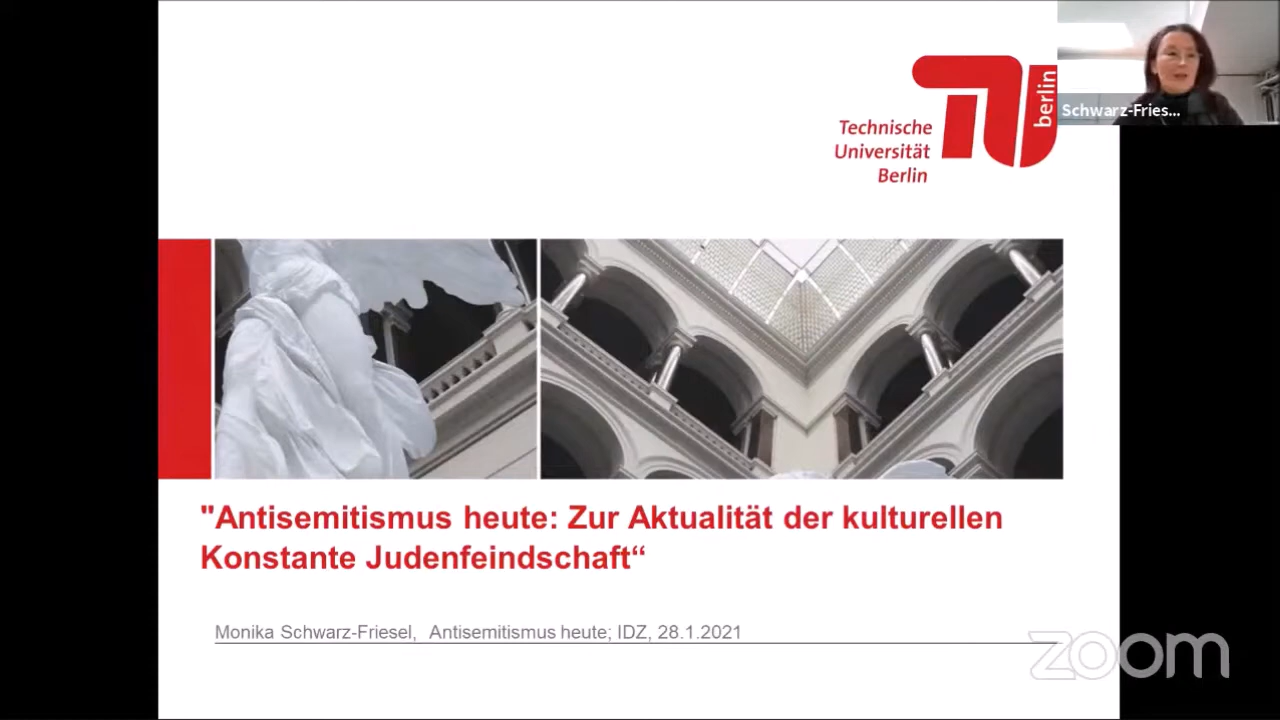 Technische
Universität
Berlin
berlin
Schwarz-Fries...
"Antisemitismus heute: Zur Aktualität der kulturellen
Konstante Judenfeindschaft“
Monika Schwarz-Friesel, Antisemitismus heute; IDZ, 28.1.2021
zoom